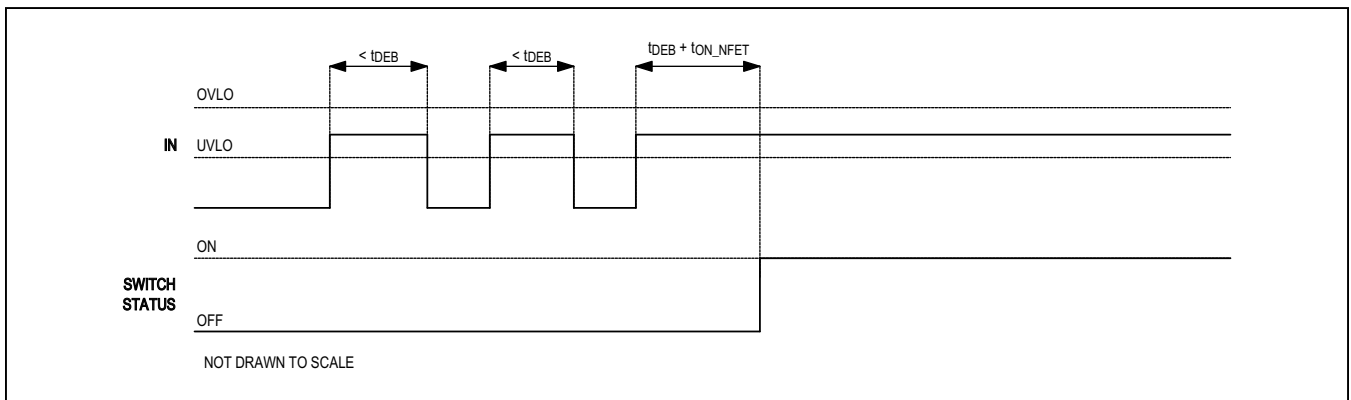 < tDEB
< tDEB
tDEB + tON_NFET
OVLO
IN
UVLO
ON
SWITCH
STATUS
OFF
NOT DRAWN TO SCALE